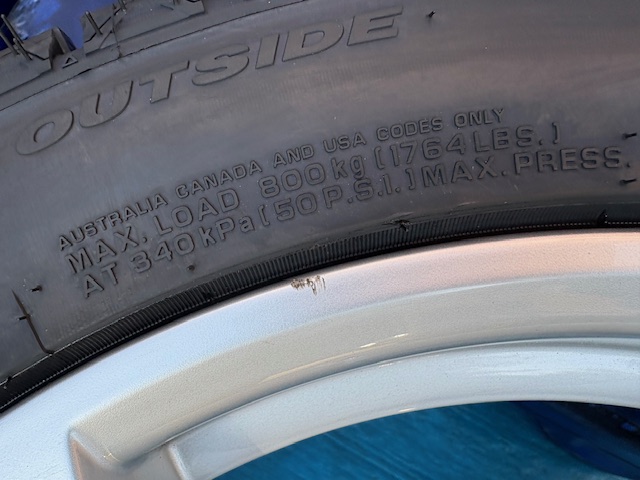 OUTSIDE
AUSTRALIA CANADA AND USA CODES ONLY
MAX. LOAD 800kg [1764LBS.]
AT 340kPa [50P.S.I.] MAX. PRESS.